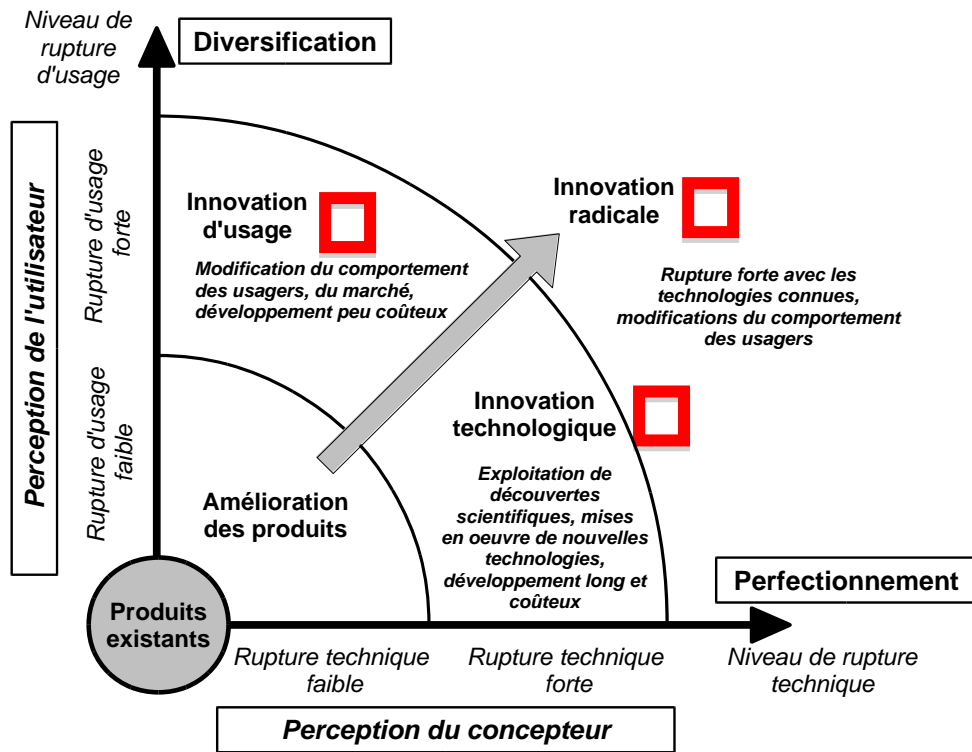 Niveau de
rupture
d'usage
Diversification
Perception de l'utilisateur
Rupture d'usage
forte
Rupture d'usage
faible
Innovation
d'usage
Modification du comportement
des usagers, du marché,
développement peu coûteux
Innovation
radicale
Rupture forte avec les
technologies connues,
modifications du comportement
des usagers
Innovation
technologique
Exploitation de
découvertes
scientifiques, mises
en oeuvre de nouvelles
technologies,
développement long et
coûteux
Amélioration
des produits
Produits
existants
Perfectionnement
Rupture technique
faible
Rupture technique
forte
Niveau de rupture
technique
Perception du concepteur